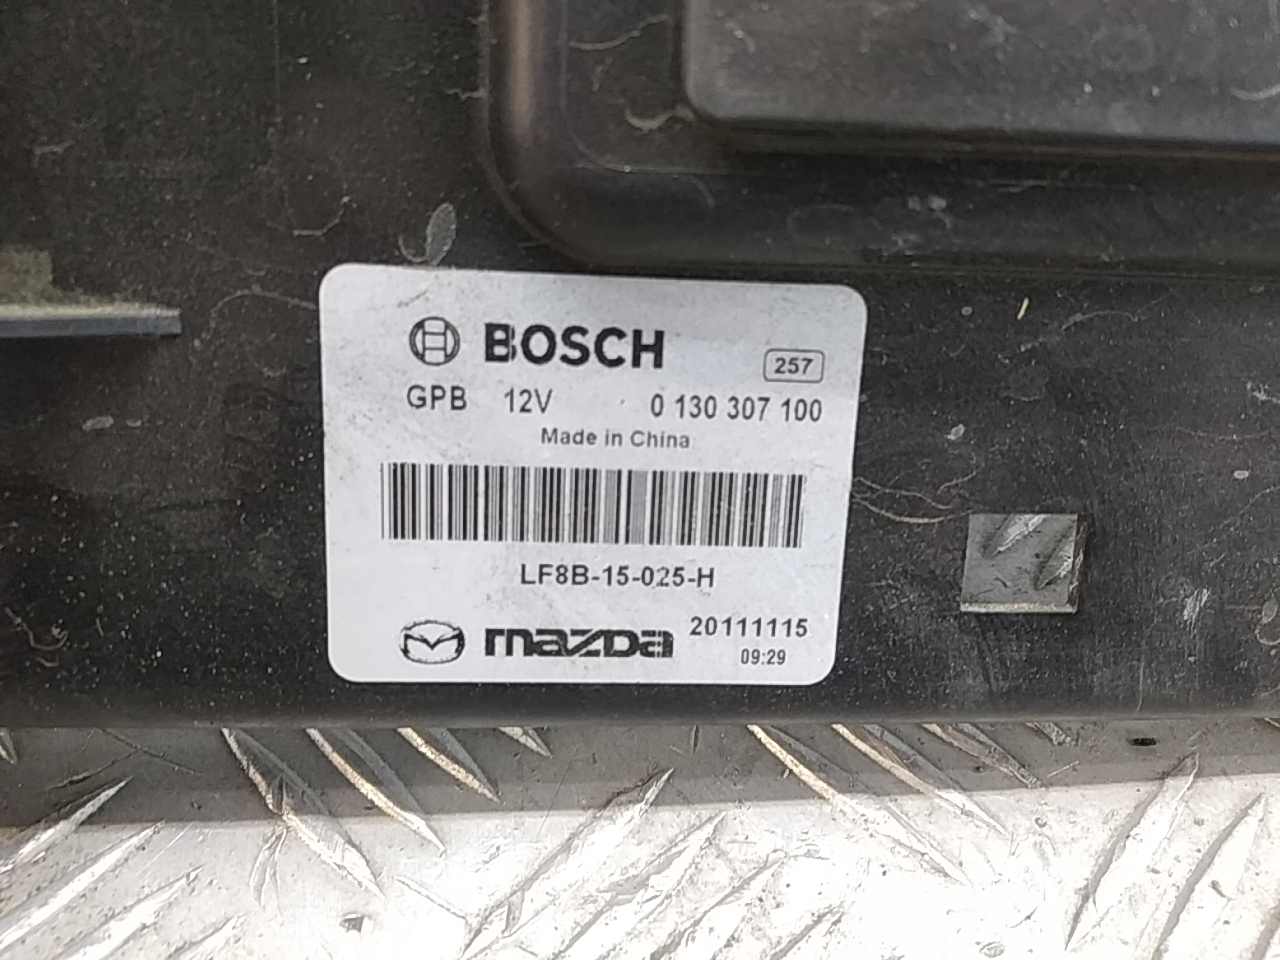 BOSCH
257
GPB 12V 0 130 307 100
Made in China
LF8B-15-025-H
mazda 20111115
09:29